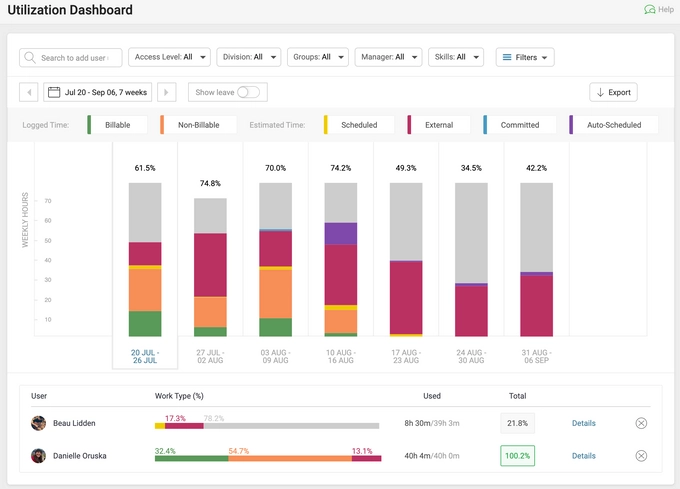 Utilization Dashboard
Help
Search to add user
Access Level: All
Division: All
Groups: All
Manager: All
Skills: All
Filters
Jul 20 - Sep 06, 7 weeks
Show leave
Export
Logged Time:
Billable
Non-Billable
Estimated Time:
Scheduled
External
Committed
Auto-Scheduled
61.5%
74.8%
70.0%
74.2%
49.3%
34.5%
42.2%
WEEKLY HOURS
70
60
50
40
30
20
10
20 JUL -
26 JUL
27 JUL -
02 AUG
03 AUG -
09 AUG
10 AUG -
16 AUG
17 AUG -
23 AUG
24 AUG -
30 AUG
31 AUG -
06 SEP
User
Work Type (%)
Used
Total
Beau Lidden
17.3%
78.2%
8h 30m/39h 3m
21.8%
Details
Danielle Oruska
32.4%
54.7%
13.1%
40h 4m/40h 0m
100.2%
Details